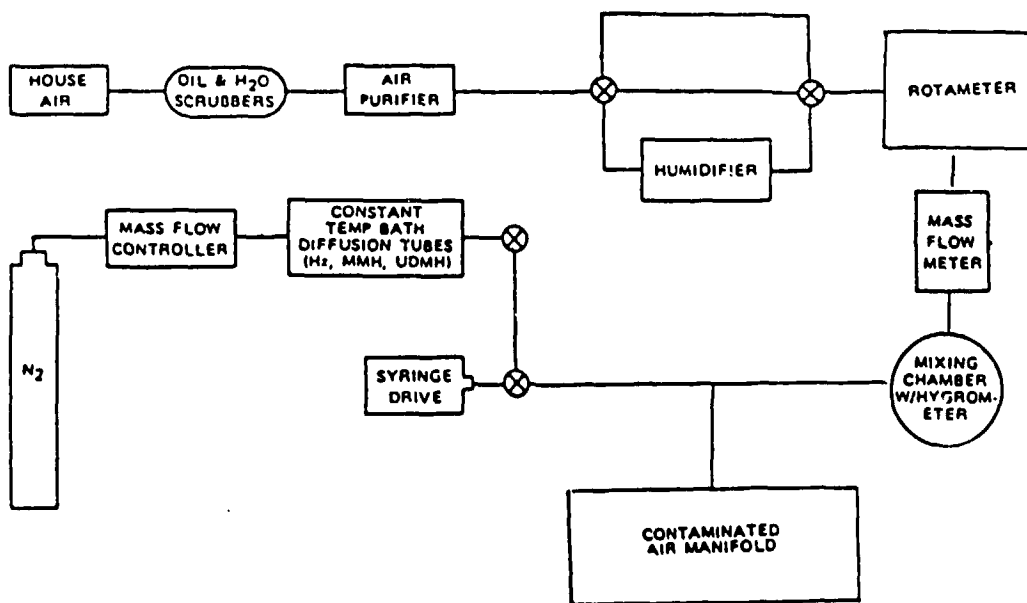 HOUSE
AIR
OIL & H2O
SCRUBBERS
AIR
PURIFIER
ROTAMETER
HUMIDIFIER
MASS FLOW
CONTROLLER
CONSTANT
TEMP BATH
DIFFUSION TUBES
(Hz, MMH, UDMH)
MASS
FLOW
METER
N2
SYRINGE
DRIVE
MIXING
CHAMBER
W/HYGROM-
ETER
CONTAMINATED
AIR MANIFOLD